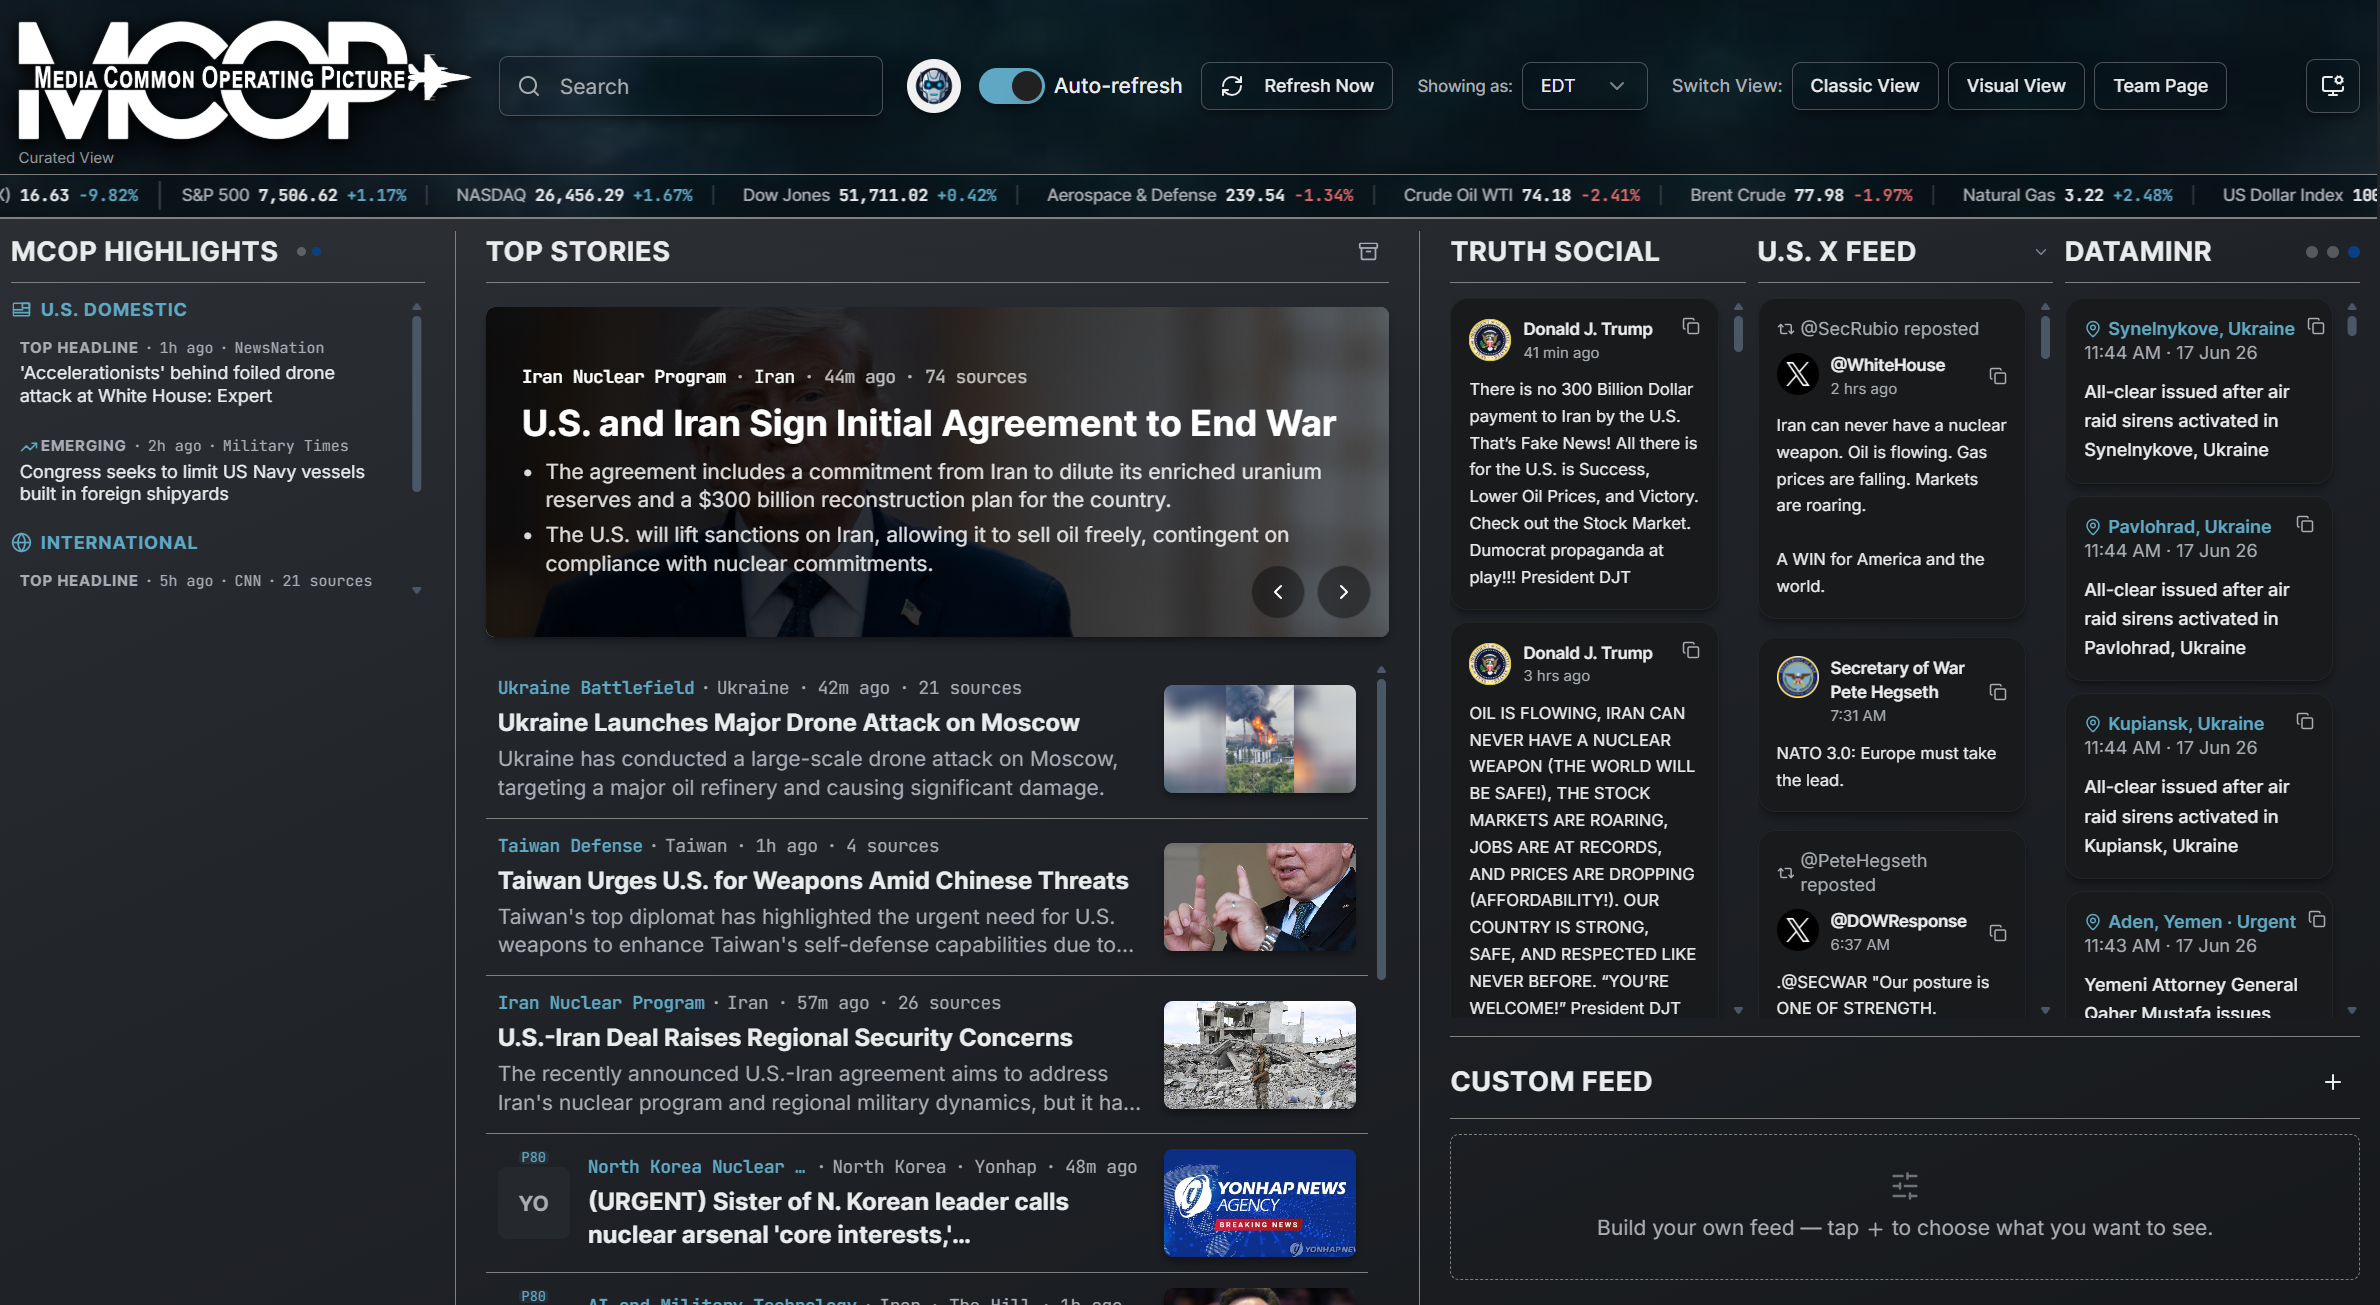 MCOP
MEDIA COMMON OPERATING PICTURE
Curated View
Search
Auto-refresh
Refresh Now
Showing as:
EDT
Switch View:
Classic View
Visual View
Team Page
) 16.63 -9.82%
S&P 500 7,506.62 +1.17%
NASDAQ 26,456.29 +1.67%
Dow Jones 51,711.02 +0.42%
Aerospace & Defense 239.54 -1.34%
Crude Oil WTI 74.18 -2.41%
Brent Crude 77.98 -1.97%
Natural Gas 3.22 +2.48%
US Dollar Index
MCOP HIGHLIGHTS
U.S. DOMESTIC
TOP HEADLINE · 1h ago · NewsNation
'Accelerationists' behind foiled drone
attack at White House: Expert
EMERGING · 2h ago · Military Times
Congress seeks to limit US Navy vessels
built in foreign shipyards
INTERNATIONAL
TOP HEADLINE · 5h ago · CNN · 21 sources
TOP STORIES
Iran Nuclear Program · Iran · 44m ago · 74 sources
U.S. and Iran Sign Initial Agreement to End War
• The agreement includes a commitment from Iran to dilute its enriched uranium
reserves and a $300 billion reconstruction plan for the country.
• The U.S. will lift sanctions on Iran, allowing it to sell oil freely, contingent on
compliance with nuclear commitments.
Ukraine Battlefield · Ukraine · 42m ago · 21 sources
Ukraine Launches Major Drone Attack on Moscow
Ukraine has conducted a large-scale drone attack on Moscow,
targeting a major oil refinery and causing significant damage.
Taiwan Defense · Taiwan · 1h ago · 4 sources
Taiwan Urges U.S. for Weapons Amid Chinese Threats
Taiwan's top diplomat has highlighted the urgent need for U.S.
weapons to enhance Taiwan's self-defense capabilities due to...
Iran Nuclear Program · Iran · 57m ago · 26 sources
U.S.-Iran Deal Raises Regional Security Concerns
The recently announced U.S.-Iran agreement aims to address
Iran's nuclear program and regional military dynamics, but it ha...
P80
YO
North Korea Nuclear … · North Korea · Yonhap · 48m ago
(URGENT) Sister of N. Korean leader calls
nuclear arsenal 'core interests,'...
YONHAP NEWS
AGENCY
BREAKING NEWS
YONHAP NEW
P80
AI and Military Technology · Iran · The Hill · 1h ago
TRUTH SOCIAL
Donald J. Trump
41 min ago
There is no 300 Billion Dollar
payment to Iran by the U.S.
That's Fake News! All there is
for the U.S. is Success,
Lower Oil Prices, and Victory.
Check out the Stock Market.
Dumocrat propaganda at
play!!! President DJT
Donald J. Trump
3 hrs ago
OIL IS FLOWING, IRAN CAN
NEVER HAVE A NUCLEAR
WEAPON (THE WORLD WILL
BE SAFE!), THE STOCK
MARKETS ARE ROARING,
JOBS ARE AT RECORDS,
AND PRICES ARE DROPPING
(AFFORDABILITY!). OUR
COUNTRY IS STRONG,
SAFE, AND RESPECTED LIKE
NEVER BEFORE. “YOU’RE
WELCOME!” President DJT
U.S. X FEED
@SecRubio reposted
@WhiteHouse
2 hrs ago
Iran can never have a nuclear
weapon. Oil is flowing. Gas
prices are falling. Markets
are roaring.
A WIN for America and the
world.
Secretary of War
Pete Hegseth
7:31 AM
NATO 3.0: Europe must take
the lead.
@PeteHegseth
reposted
@DOWResponse
6:37 AM
.@SECWAR "Our posture is
ONE OF STRENGTH.
DATAMINR
Synelnykove, Ukraine
11:44 AM · 17 Jun 26
All-clear issued after air
raid sirens activated in
Synelnykove, Ukraine
Pavlohrad, Ukraine
11:44 AM · 17 Jun 26
All-clear issued after air
raid sirens activated in
Pavlohrad, Ukraine
Kupiansk, Ukraine
11:44 AM · 17 Jun 26
All-clear issued after air
raid sirens activated in
Kupiansk, Ukraine
Aden, Yemen · Urgent
11:43 AM · 17 Jun 26
Yemeni Attorney General
Qaher Mustafa issues
CUSTOM FEED
Build your own feed — tap + to choose what you want to see.